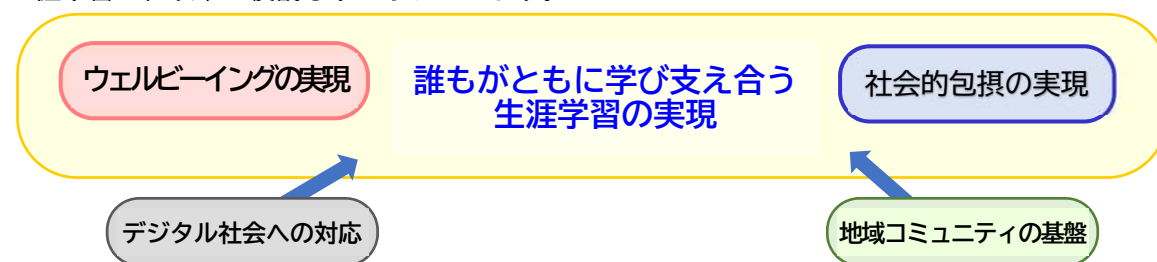 ウェルビーイングの実現
誰もがともに学び支え合う
生涯学習の実現
社会的包摂の実現
デジタル社会への対応
地域コミュニティの基盤